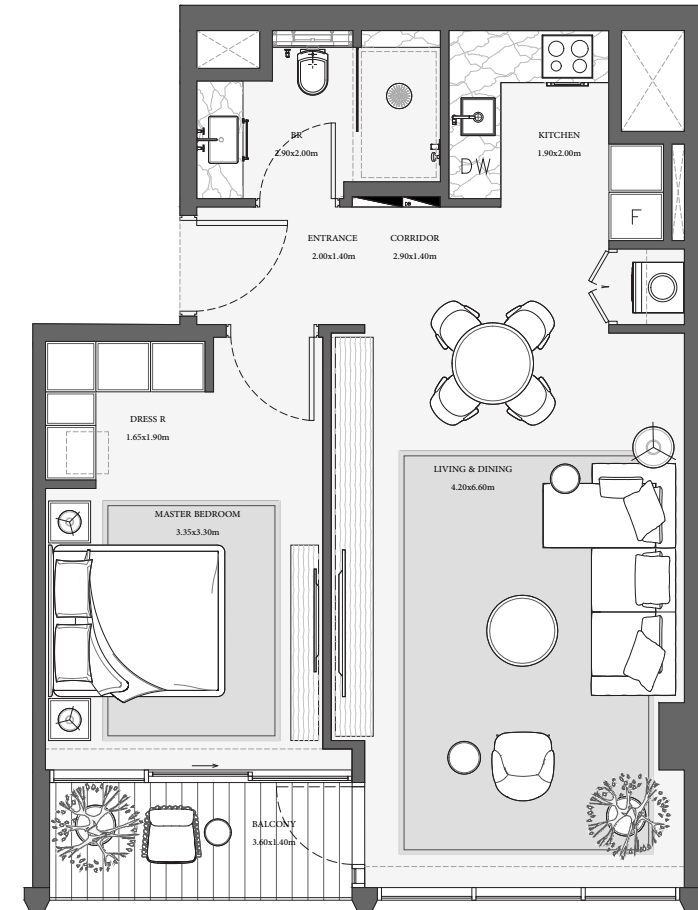 BR
2.90x2.00m
KITCHEN
1.90x2.00m
DW
F
ENTRANCE
2.00x1.40m
CORRIDOR
2.90x1.40m
DRESS R
1.65x1.90m
LIVING & DINING
4.20x6.60m
MASTER BEDROOM
3.35x3.30m
BALCONY
3.60x1.40m